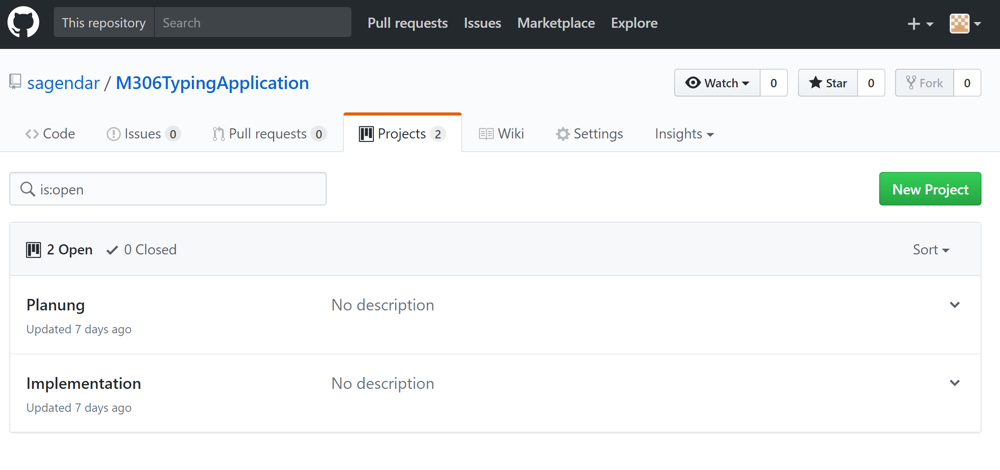 This repository Search Pull requests Issues Marketplace Explore
sagendar / M306TypingApplication Watch 0 Star 0 Fork 0
Code Issues 0 Pull requests 0 Projects 2 Wiki Settings Insights
is:open New Project
2 Open 0 Closed Sort
Planung No description
Updated 7 days ago
Implementation No description
Updated 7 days ago